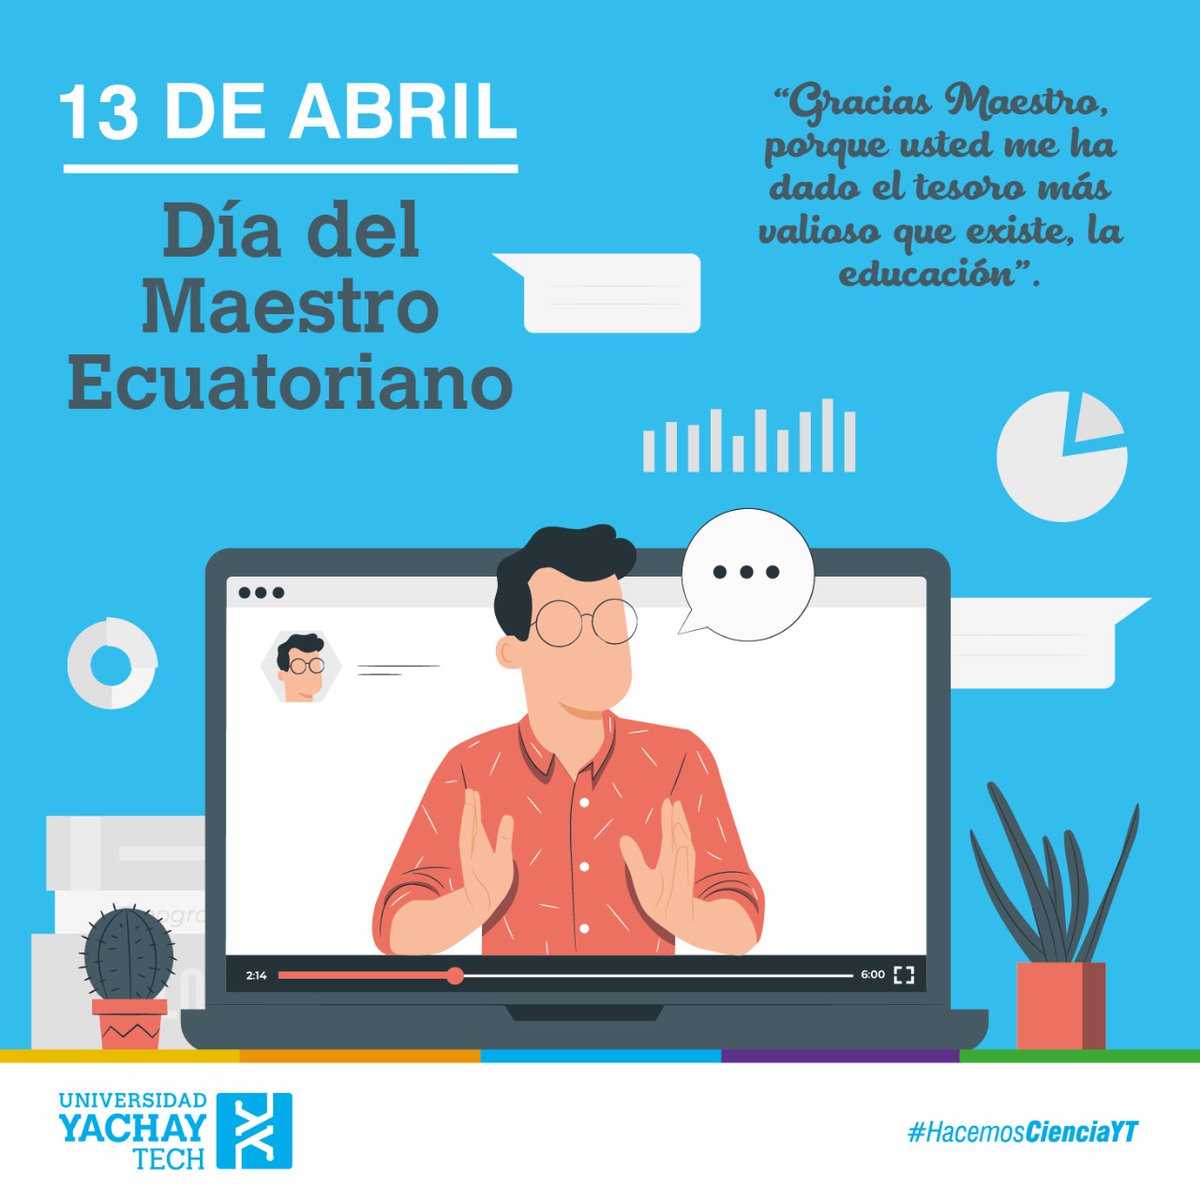 13 DE ABRIL
Día del
Maestro
Ecuatoriano
“Gracias Maestro,
porque usted me ha
dado el tesoro más
valioso que existe, la
educación”.
2:14
6:00
UNIVERSIDAD
YACHAY
TECH
#HacemosCienciaYT